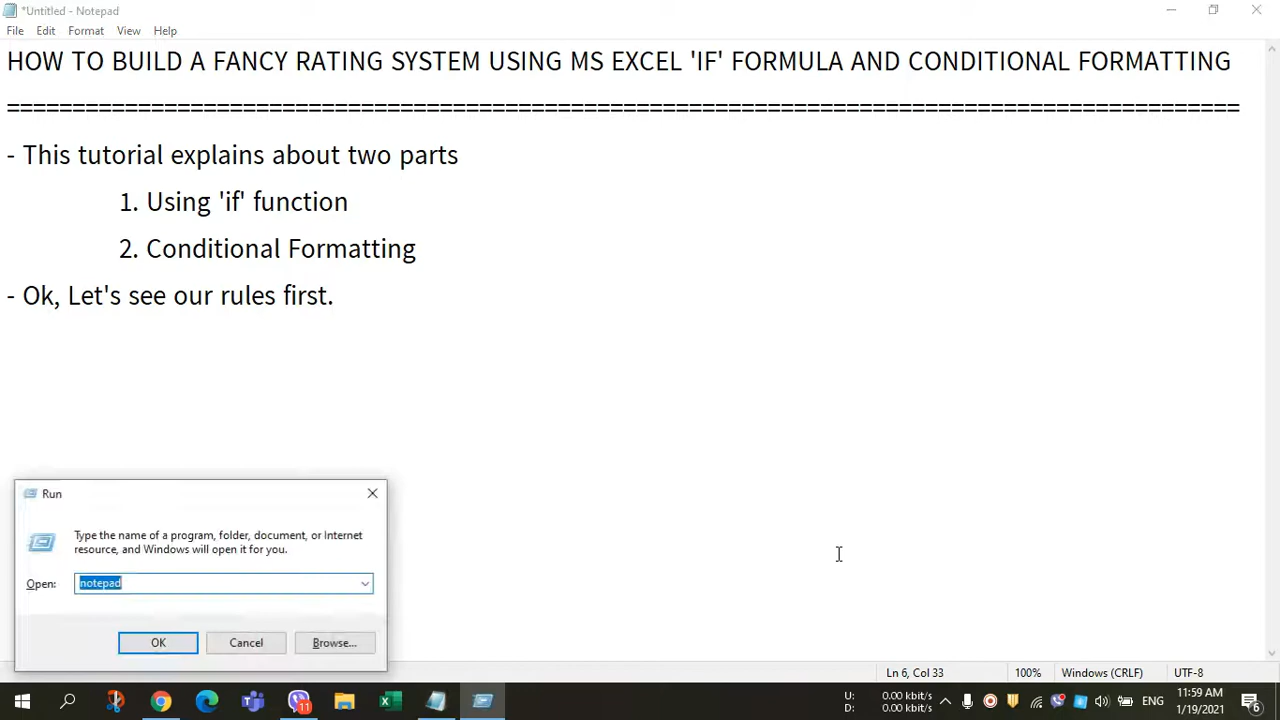 *Untitled - Notepad
File Edit Format View Help
HOW TO BUILD A FANCY RATING SYSTEM USING MS EXCEL 'IF' FORMULA AND CONDITIONAL FORMATTING
==============================================================================================
- This tutorial explains about two parts
1. Using 'if' function
2. Conditional Formatting
- Ok, Let's see our rules first.
Run
Type the name of a program, folder, document, or Internet
resource, and Windows will open it for you.
Open: notepad
OK Cancel Browse...
Ln 6, Col 33 100% Windows (CRLF) UTF-8
11
U: 0.00 kbit/s
D: 0.00 kbit/s
ENG
11:59 AM
1/19/2021
6